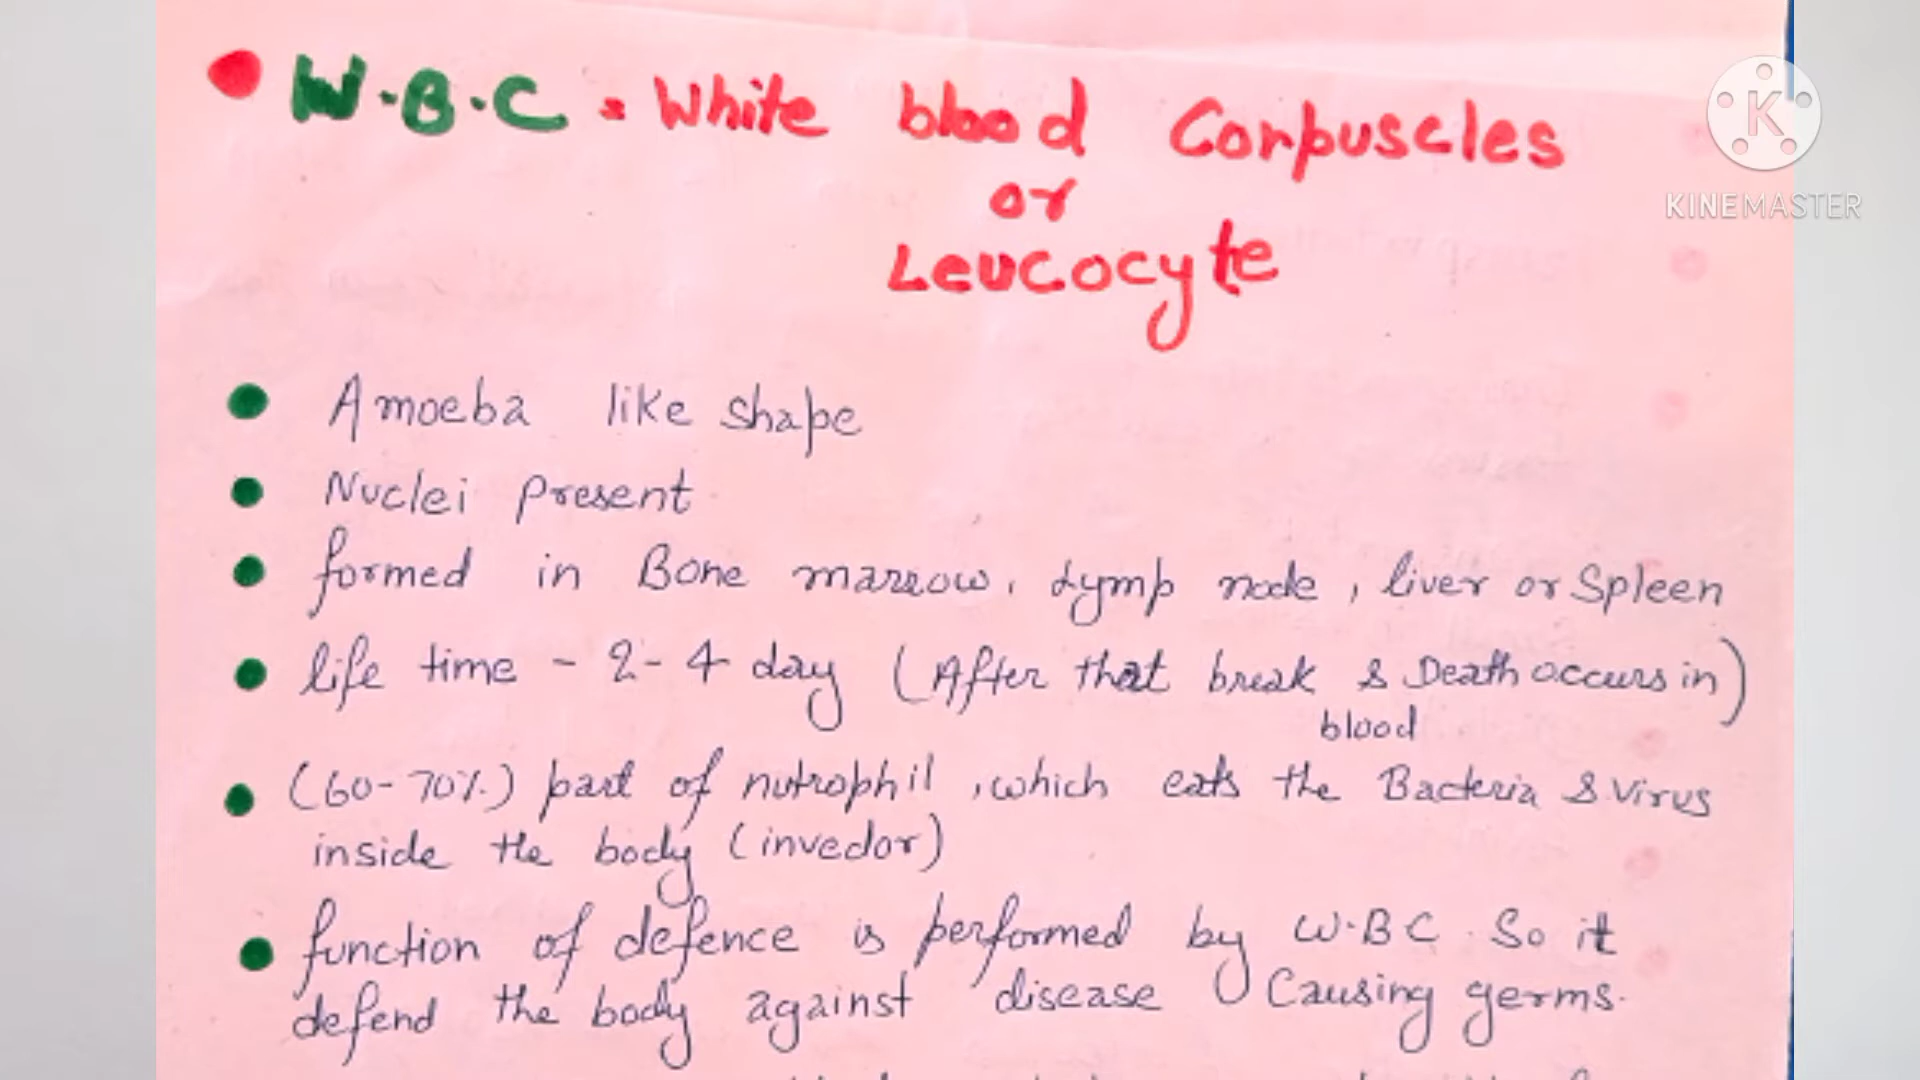 W.B.C = White blood Corpuscles
or
Leucocyte
Amoeba like shape
Nuclei present
formed in Bone marrow, Lymp node, liver or Spleen
life time - 2-4 day (After that break & Death occurs in)
blood
(60-70%) part of nutrophil, which eats the Bacteria & Virus
inside the body (invedor)
function of defence is performed by W.B.C. So it
defend the body against disease Causing germs.
K
KINEMASTER